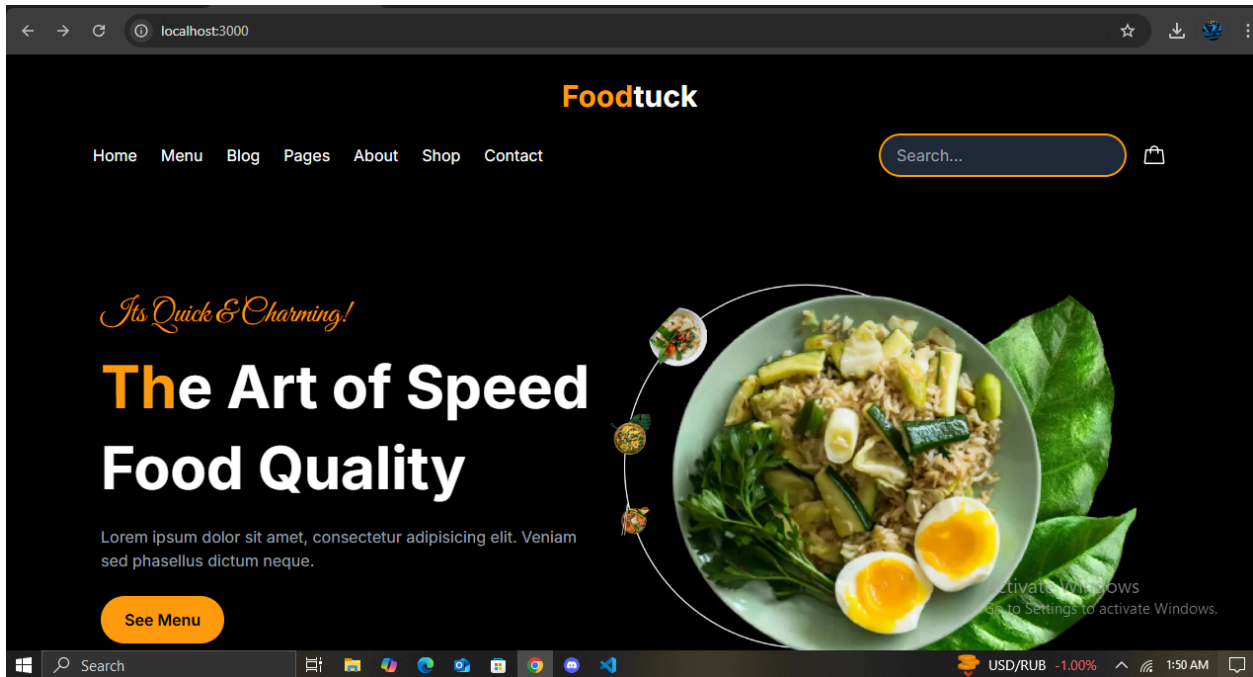 localhost:3000
Foodtuck
Home Menu Blog Pages About Shop Contact
Search...
Its Quick & Charming!
The Art of Speed
Food Quality
Lorem ipsum dolor sit amet, consectetur adipisicing elit. Veniam
sed phasellus dictum neque.
See Menu
Activate Windows
Go to Settings to activate Windows.
Search
USD/RUB -1.00%
1:50 AM